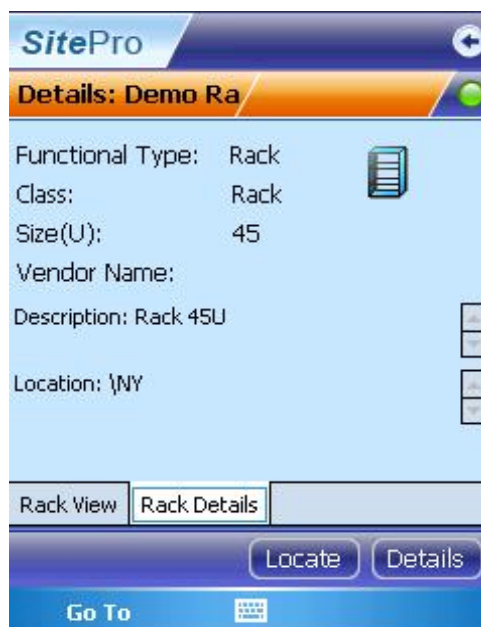 SitePro
Details: Demo Ra
Functional Type: Rack
Class: Rack
Size(U): 45
Vendor Name:
Description: Rack 45U
Location: \NY
Rack View Rack Details
Locate Details
Go To